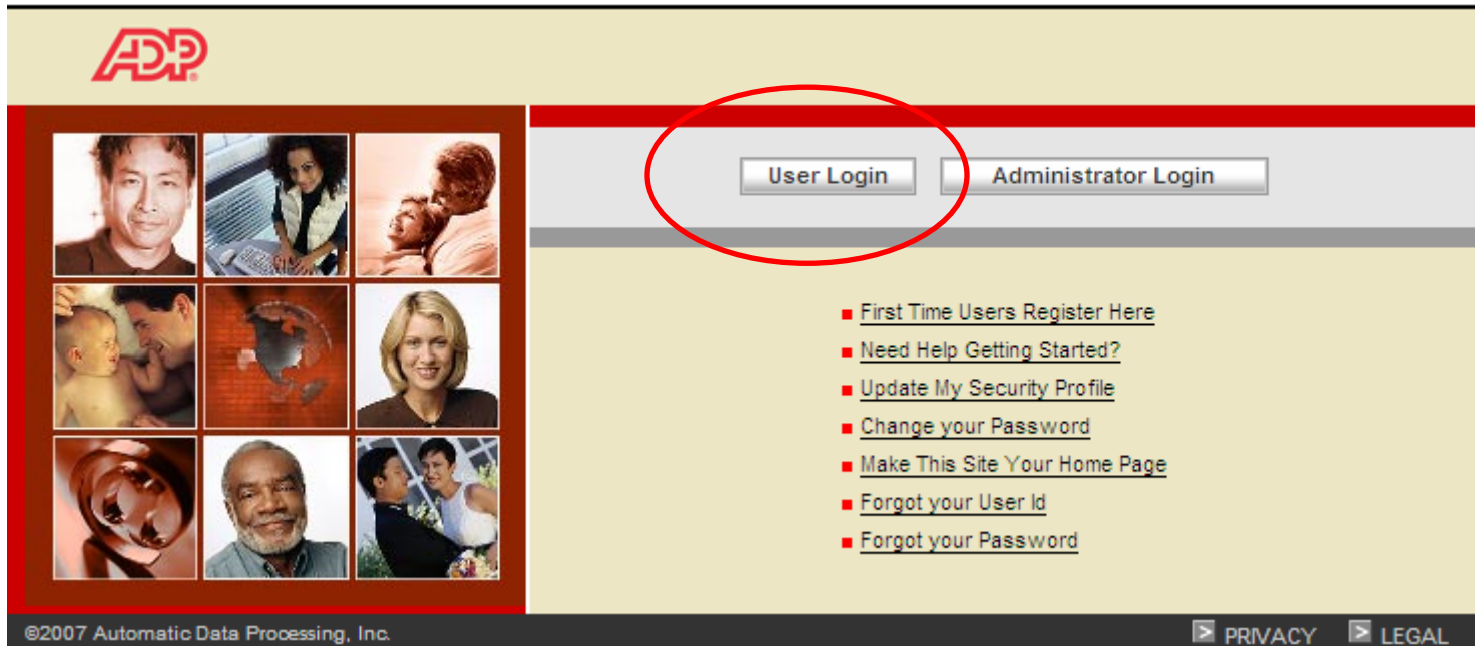 ADP
User Login
Administrator Login
First Time Users Register Here
Need Help Getting Started?
Update My Security Profile
Change your Password
Make This Site Your Home Page
Forgot your User Id
Forgot your Password
©2007 Automatic Data Processing, Inc.
PRIVACY LEGAL